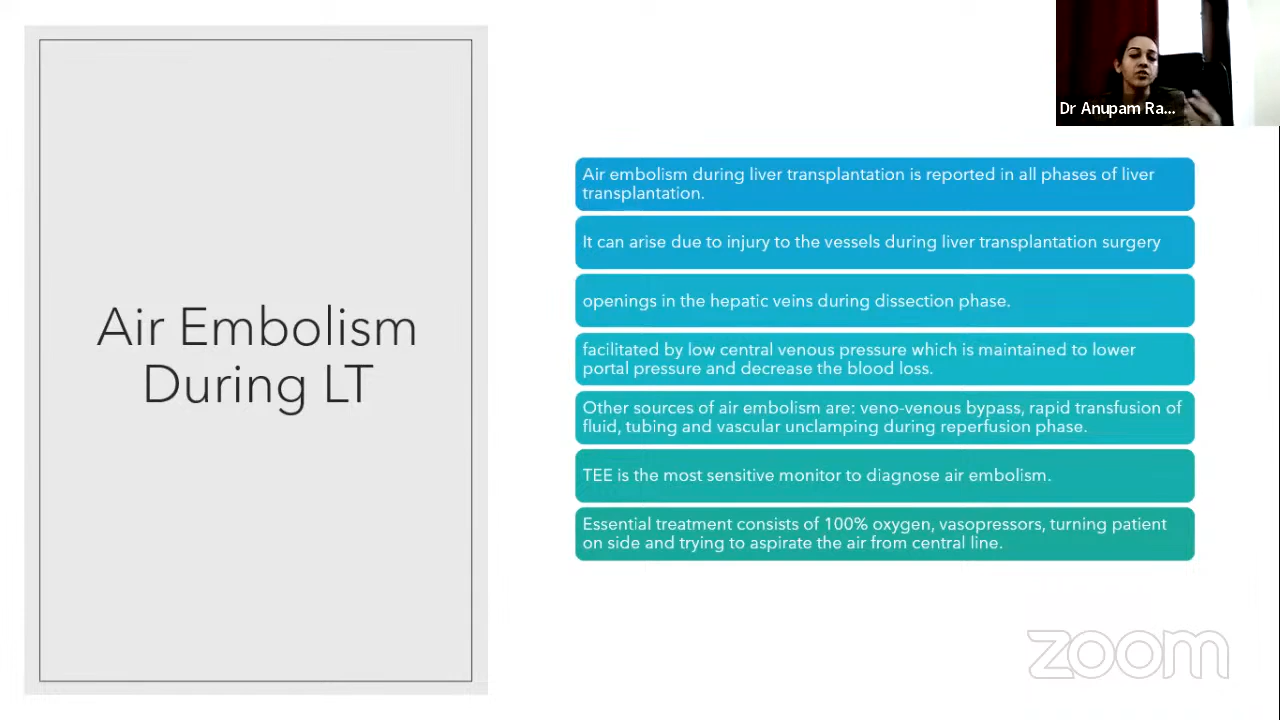 Dr Anupam Ra...
Air Embolism
During LT
Air embolism during liver transplantation is reported in all phases of liver
transplantation.
It can arise due to injury to the vessels during liver transplantation surgery
openings in the hepatic veins during dissection phase.
facilitated by low central venous pressure which is maintained to lower
portal pressure and decrease the blood loss.
Other sources of air embolism are: veno-venous bypass, rapid transfusion of
fluid, tubing and vascular unclamping during reperfusion phase.
TEE is the most sensitive monitor to diagnose air embolism.
Essential treatment consists of 100% oxygen, vasopressors, turning patient
on side and trying to aspirate the air from central line.
zoom